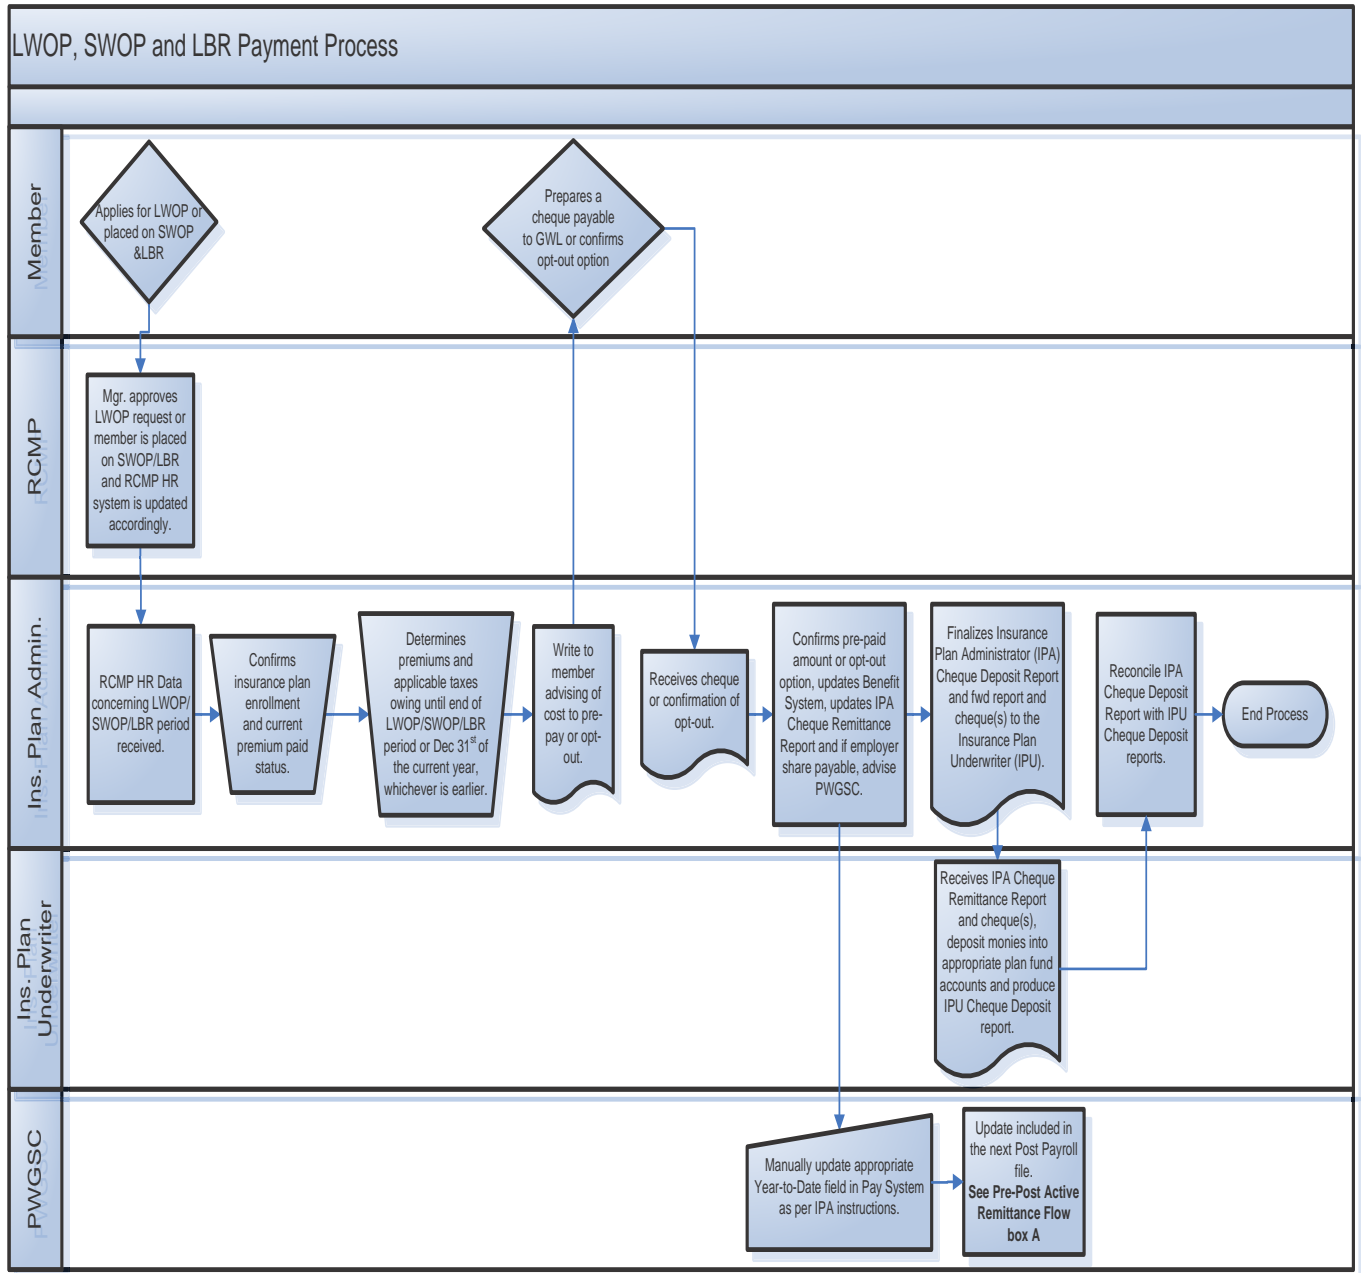 LWOP, SWOP and LBR Payment Process
Member
Applies for LWOP or
placed on SWOP
&LBR
Prepares a
cheque payable
to GWL or confirms
opt-out option
RCMP
Mgr. approves
LWOP request or
member is placed
on SWOP/LBR
and RCMP HR
system is updated
accordingly.
Ins. Plan Admin.
RCMP HR Data
concerning LWOP/
SWOP/LBR period
received.
Confirms
insurance plan
enrollment
and current
premium paid
status.
Determines
premiums and
applicable taxes
owing until end of
LWOP/SWOP/LBR
period or Dec 31st of
the current year,
whichever is earlier.
Write to
member
advising of
cost to pre-
pay or opt-
out.
Receives cheque
or confirmation of
opt-out.
Confirms pre-paid
amount or opt-out
option, updates Benefit
System, updates IPA
Cheque Remittance
Report and if employer
share payable, advise
PWGSC.
Finalizes Insurance
Plan Administrator (IPA)
Cheque Deposit Report
and fwd report and
cheque(s) to the
Insurance Plan
Underwriter (IPU).
Reconcile IPA
Cheque Deposit
Report with IPU
Cheque Deposit
reports.
End Process
Ins. Plan
Underwriter
Receives IPA Cheque
Remittance Report
and cheque(s),
deposit monies into
appropriate plan fund
accounts and produce
IPU Cheque Deposit
report.
PWGSC
Manually update appropriate
Year-to-Date field in Pay System
as per IPA instructions.
Update included in
the next Post Payroll
file.
See Pre-Post Active
Remittance Flow
box A